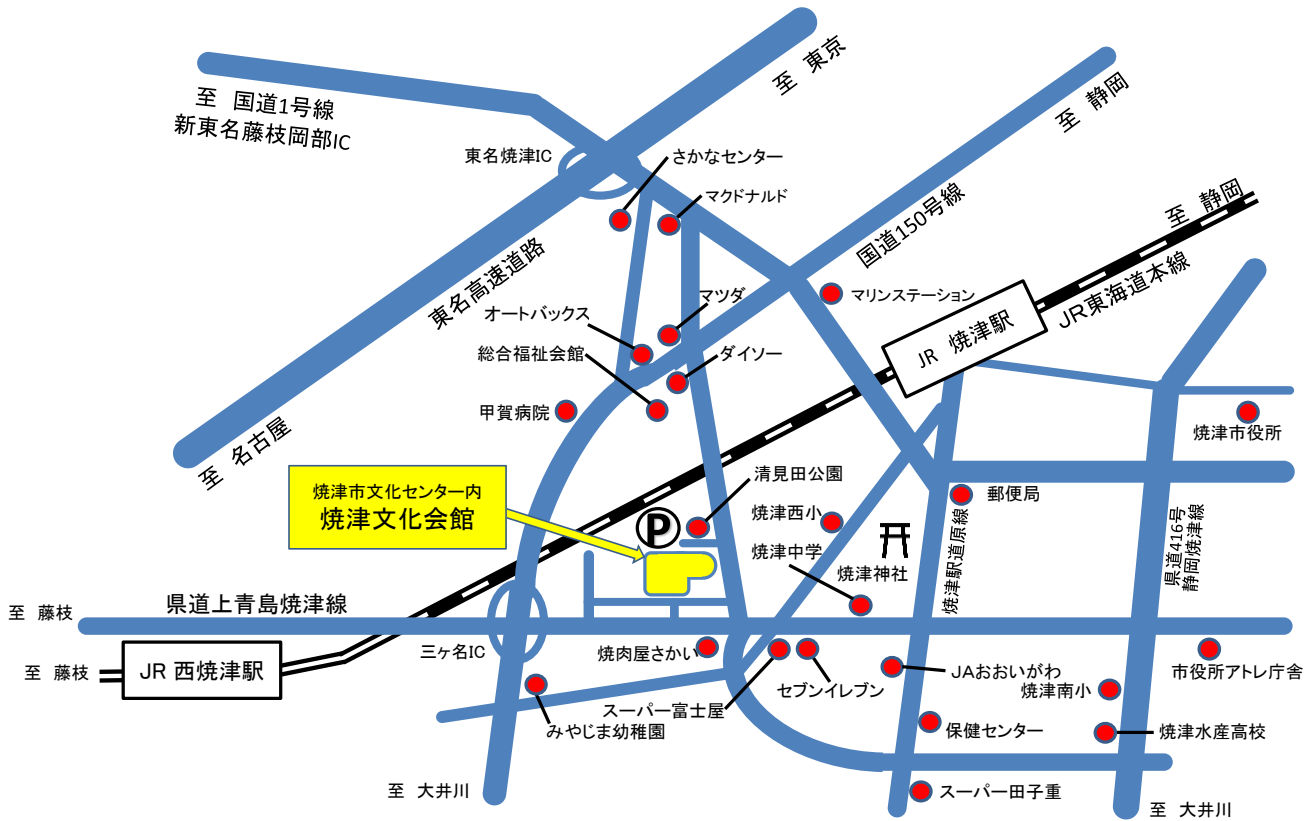 至 東京
至 静岡
至 国道1号線
新東名藤枝岡部IC
東名焼津IC
さかなセンター
マクドナルド
国道150号線
至 静岡
東名高速道路
マツダ
マリンステーション
JR東海道本線
オートバックス
JR 焼津駅
総合福祉会館
ダイソー
甲賀病院
至 名古屋
焼津市役所
焼津市文化センター内
焼津文化会館
P
清見田公園
郵便局
焼津西小
焼津中学
焼津神社
焼津駅道原線
県道416号
静岡焼津線
至 藤枝
県道上青島焼津線
至 藤枝
JR 西焼津駅
三ヶ名IC
焼肉屋さかい
セブンイレブン
JAおおいがわ
焼津南小
市役所アトレ庁舎
スーパー富士屋
みやじま幼稚園
保健センター
焼津水産高校
至 大井川
スーパー田子重
至 大井川